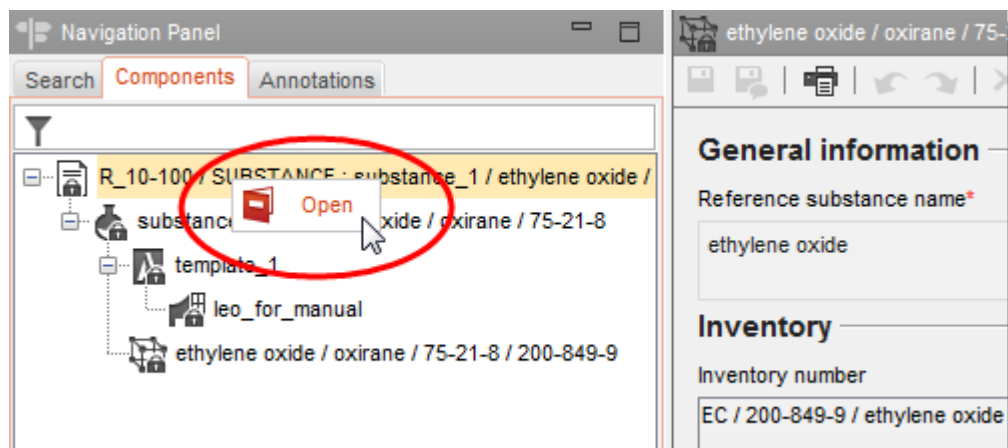 Navigation Panel
Search Components Annotations
R_10-100 / SUBSTANCE : substance_1 / ethylene oxide /
Open
substance oxide / oxirane / 75-21-8
template_1
leo_for_manual
ethylene oxide / oxirane / 75-21-8 / 200-849-9
ethylene oxide / oxirane / 75-
General information
Reference substance name*
ethylene oxide
Inventory
Inventory number
EC / 200-849-9 / ethylene oxide